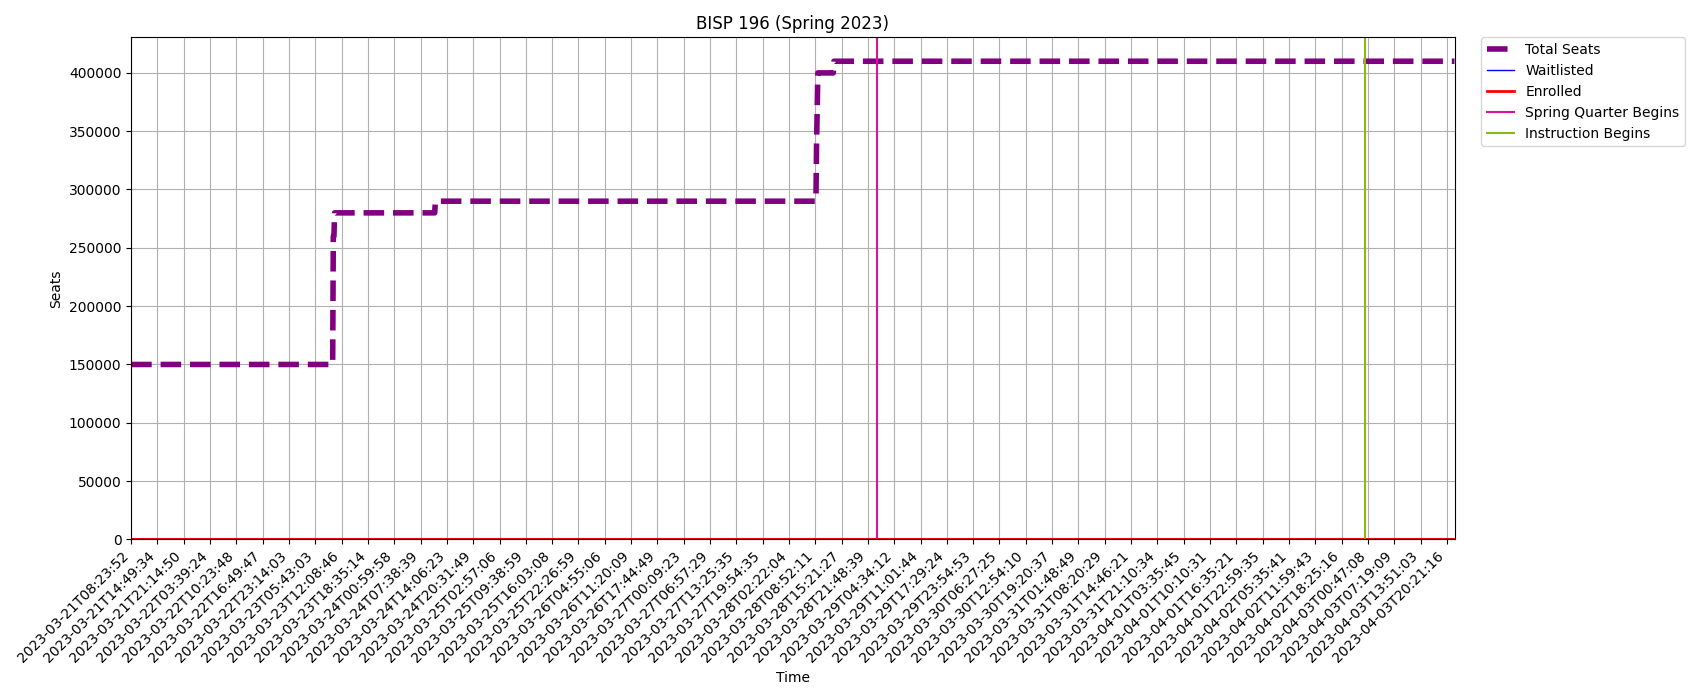 BISP 196 (Spring 2023)
Total Seats
Waitlisted
Enrolled
Spring Quarter Begins
Instruction Begins
Seats
400000
350000
300000
250000
200000
150000
100000
50000
0
2023-03-21T08:23:52
2023-03-21T14:49:34
2023-03-21T21:14:50
2023-03-22T03:39:24
2023-03-22T10:23:48
2023-03-22T16:49:47
2023-03-22T23:14:03
2023-03-23T05:43:03
2023-03-23T12:08:46
2023-03-23T18:35:14
2023-03-24T00:59:58
2023-03-24T07:38:39
2023-03-24T14:06:23
2023-03-24T20:31:49
2023-03-25T02:57:06
2023-03-25T09:38:59
2023-03-25T16:03:08
2023-03-25T22:26:59
2023-03-26T04:55:06
2023-03-26T11:20:09
2023-03-26T17:44:49
2023-03-27T00:09:23
2023-03-27T06:57:29
2023-03-27T13:25:35
2023-03-27T19:54:35
2023-03-28T02:22:04
2023-03-28T08:52:11
2023-03-28T15:21:27
2023-03-28T21:48:39
2023-03-29T04:34:12
2023-03-29T11:01:44
2023-03-29T17:29:24
2023-03-29T23:54:53
2023-03-30T06:27:25
2023-03-30T12:54:10
2023-03-30T19:20:37
2023-03-31T01:48:49
2023-03-31T08:20:29
2023-03-31T14:46:21
2023-03-31T21:10:34
2023-04-01T03:35:45
2023-04-01T10:10:31
2023-04-01T16:35:21
2023-04-01T22:59:35
2023-04-02T05:35:41
2023-04-02T11:59:43
2023-04-02T18:25:16
2023-04-03T00:47:08
2023-04-03T07:19:09
2023-04-03T13:51:03
2023-04-03T20:21:16
Time